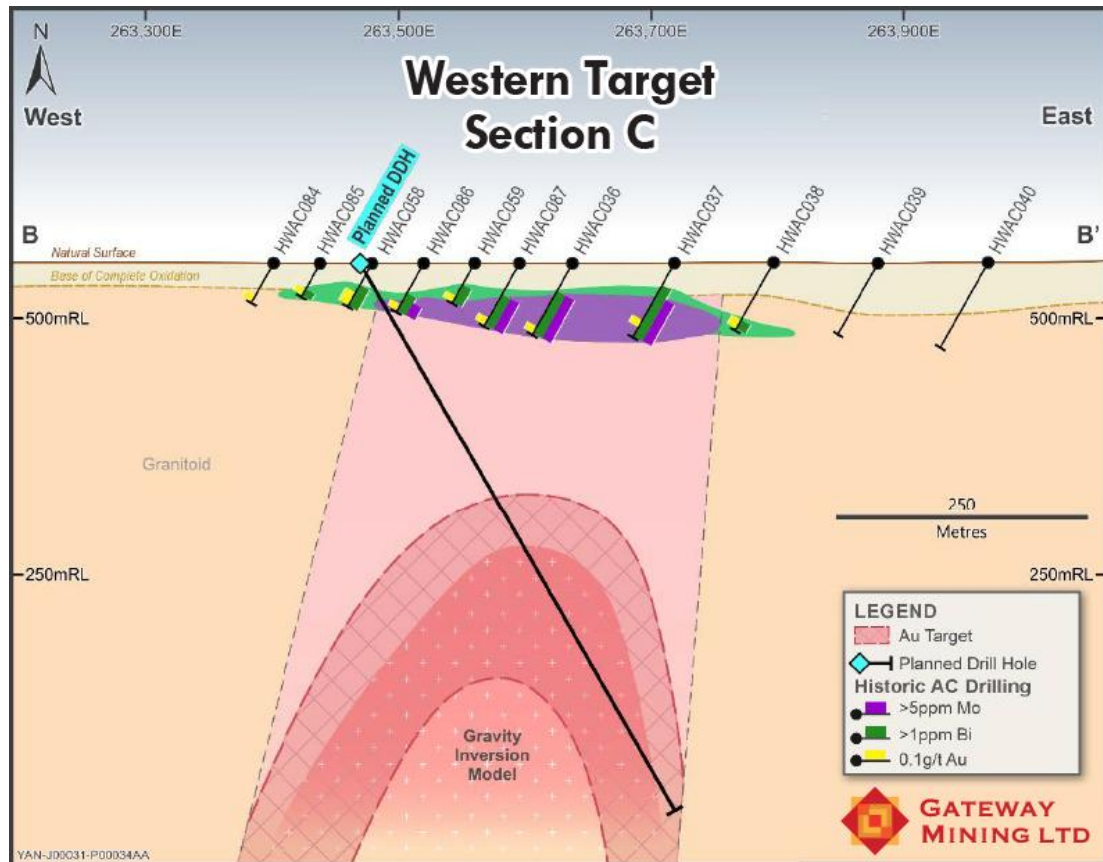 263,300E
263,500E
263,700E
263,900E
N
West
Western Target
Section C
East
HWAC084
HWAC085
Planned DDH
HWAC058
HWAC086
HWAC059
HWAC087
HWAC036
HWAC037
HWAC038
HWAC039
HWAC040
B
B'
Natural Surface
Base of Complete Oxidation
500mRL
500mRL
Granitoid
250
Metres
250mRL
250mRL
Gravity
Inversion
Model
LEGEND
Au Target
Planned Drill Hole
Historic AC Drilling
>5ppm Mo
>1ppm Bi
0.1g/t Au
GATEWAY
MINING LTD
YAN-J00031-P00034AA